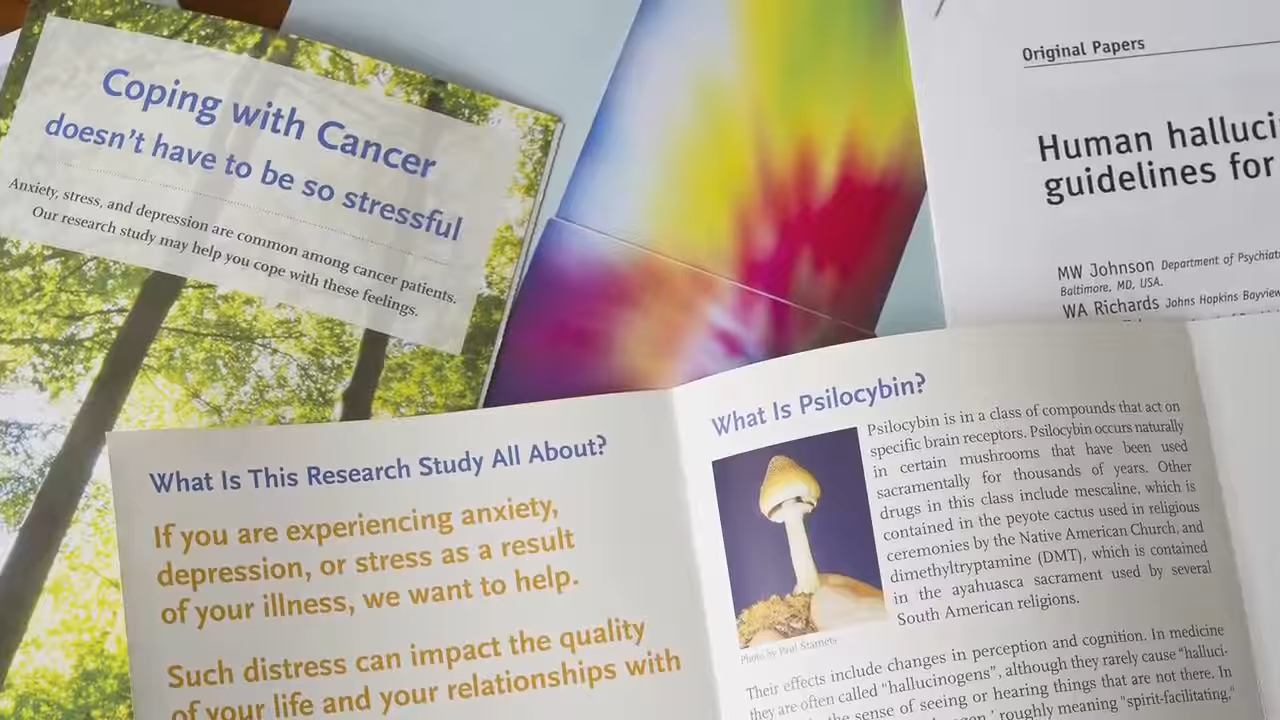 Coping with Cancer
doesn't have to be so stressful
Anxiety, stress, and depression are common among cancer patients.
Our research study may help you cope with these feelings.
Original Papers
Human halluci
guidelines for
MW Johnson Department of Psychiat
Baltimore, MD, USA.
WA Richards Johns Hopkins Bayview
What Is This Research Study All About?
If you are experiencing anxiety,
depression, or stress as a result
of your illness, we want to help.
Such distress can impact the quality
of your life and your relationships with
What Is Psilocybin?
Psilocybin is in a class of compounds that act on
specific brain receptors. Psilocybin occurs naturally
in certain mushrooms that have been used
sacramentally for thousands of years. Other
drugs in this class include mescaline, which is
contained in the peyote cactus used in religious
ceremonies by the Native American Church, and
dimethyltryptamine (DMT), which is contained
in the ayahuasca sacrament used by several
South American religions.
Photo by Paul Stamets
Their effects include changes in perception and cognition. In medicine
they are often called "hallucinogens", although they rarely cause "halluci-
the sense of seeing or hearing things that are not there. In
roughly meaning "spirit-facilitating."